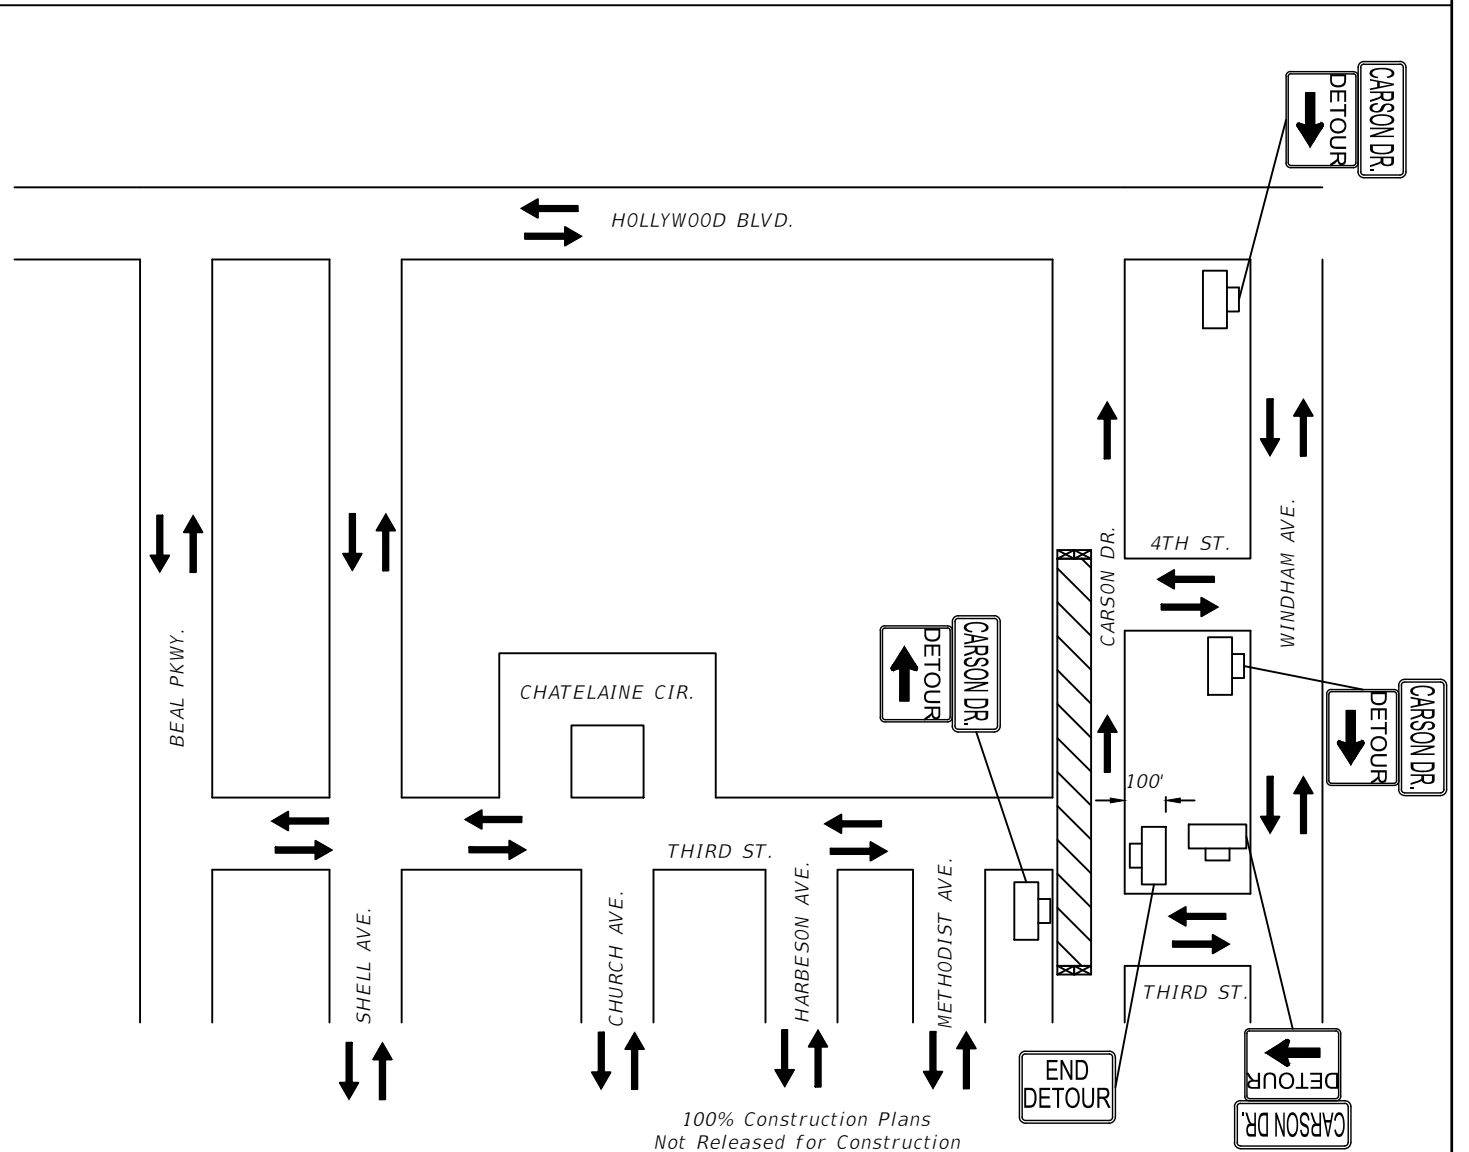 CARSON DR.
DETOUR
HOLLYWOOD BLVD.
BEAL PKWY.
CHATELAINE CIR.
DETOUR
CARSON DR.
CARSON DR.
4TH ST.
WINDHAM AVE.
CARSON DR.
DETOUR
100'
THIRD ST.
SHELL AVE.
CHURCH AVE.
HARBESON AVE.
METHODIST AVE.
THIRD ST.
END
DETOUR
DETOUR
CARSON DR.
100% Construction Plans
Not Released for Construction